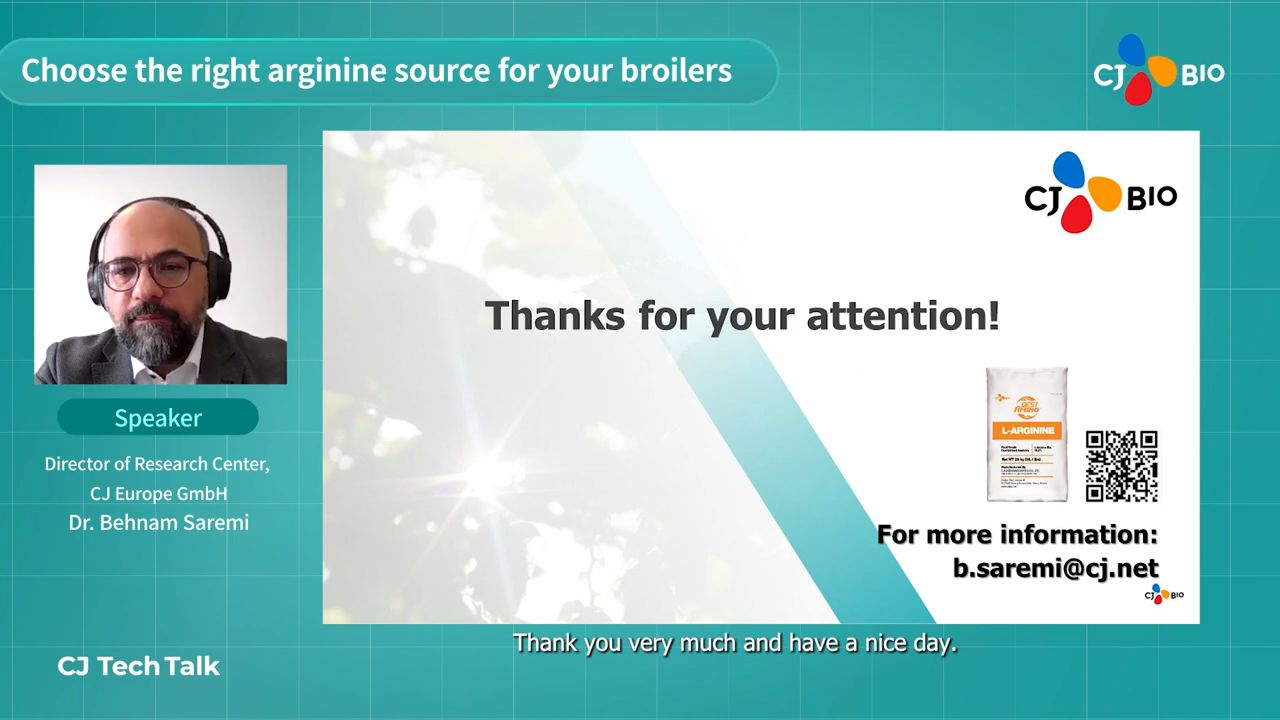 Choose the right arginine source for your broilers
CJ BIO
CJ BIO
Thanks for your attention!
BEST AMINO
L-ARGININE
Speaker
Director of Research Center,
CJ Europe GmbH
Dr. Behnam Saremi
For more information:
b.saremi@cj.net
CJ BIO
Thank you very much and have a nice day.
CJ Tech Talk